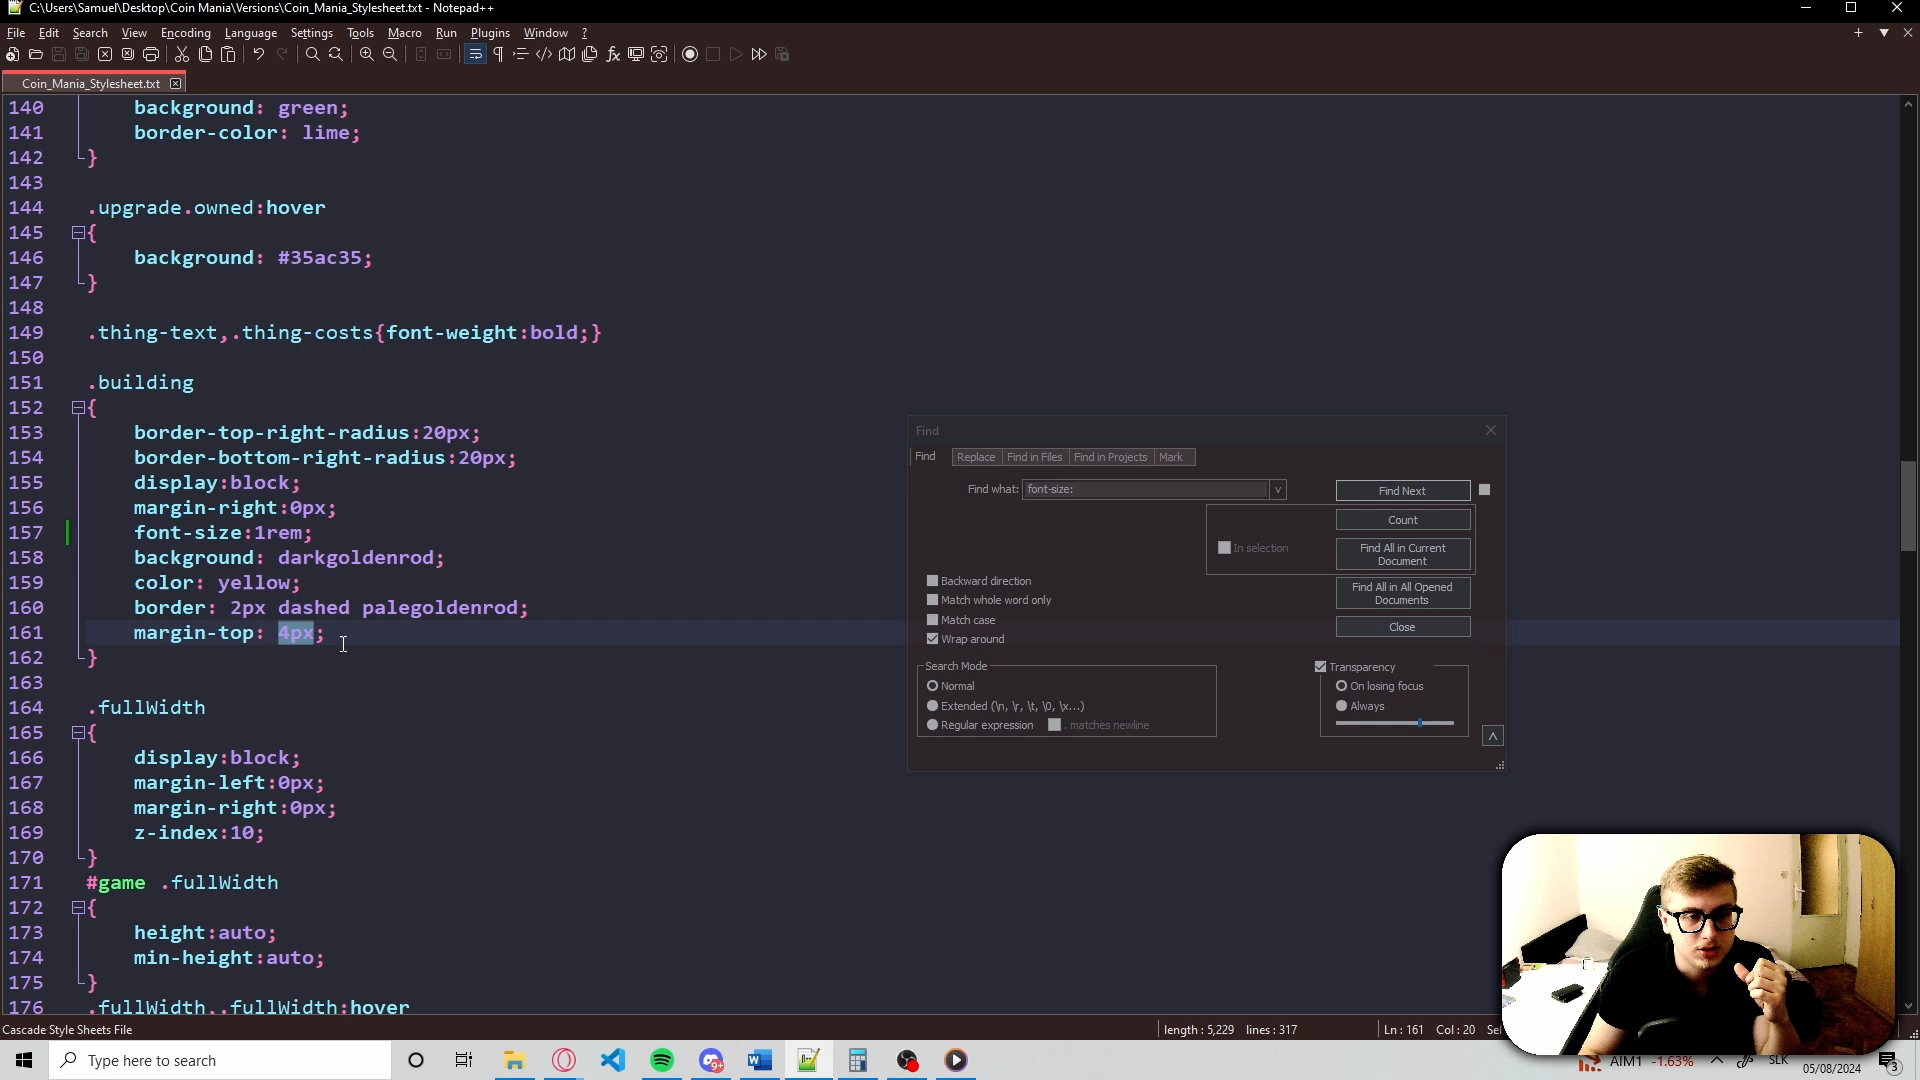 C:\Users\Samuel\Desktop\Coin Mania\Versions\Coin_Mania_Stylesheet.txt - Notepad++
File Edit Search View Encoding Language Settings Tools Macro Run Plugins Window ?
Coin_Mania_Stylesheet.txt
140 background: green;
141 border-color: lime;
142 }
143
144 .upgrade.owned:hover
145 {
146 background: #35ac35;
147 }
148
149 .thing-text,.thing-costs{font-weight:bold;}
150
151 .building
152 {
153 border-top-right-radius:20px;
154 border-bottom-right-radius:20px;
155 display:block;
156 margin-right:0px;
157 font-size:1rem;
158 background: darkgoldenrod;
159 color: yellow;
160 border: 2px dashed palegoldenrod;
161 margin-top: 4px;
162 }
163
164 .fullWidth
165 {
166 display:block;
167 margin-left:0px;
168 margin-right:0px;
169 z-index:10;
170 }
171 #game .fullWidth
172 {
173 height:auto;
174 min-height:auto;
175 }
176 .fullWidth,.fullWidth:hover
Find
Find Replace Find in Files Find in Projects Mark
Find what: font-size: Find Next
Count
In selection
Find All in Current
Document
Backward direction
Find All in All Opened
Documents
Match whole word only
Match case
Close
Wrap around
Search Mode
Transparency
Normal
On losing focus
Extended (\n, \r, \t, \0, \x...)
Always
Regular expression . matches newline
Cascade Style Sheets File length : 5,229 lines : 317 Ln : 161 Col : 20 Sel
Type here to search
AIM1 -1.63% SLK
05/08/2024 3